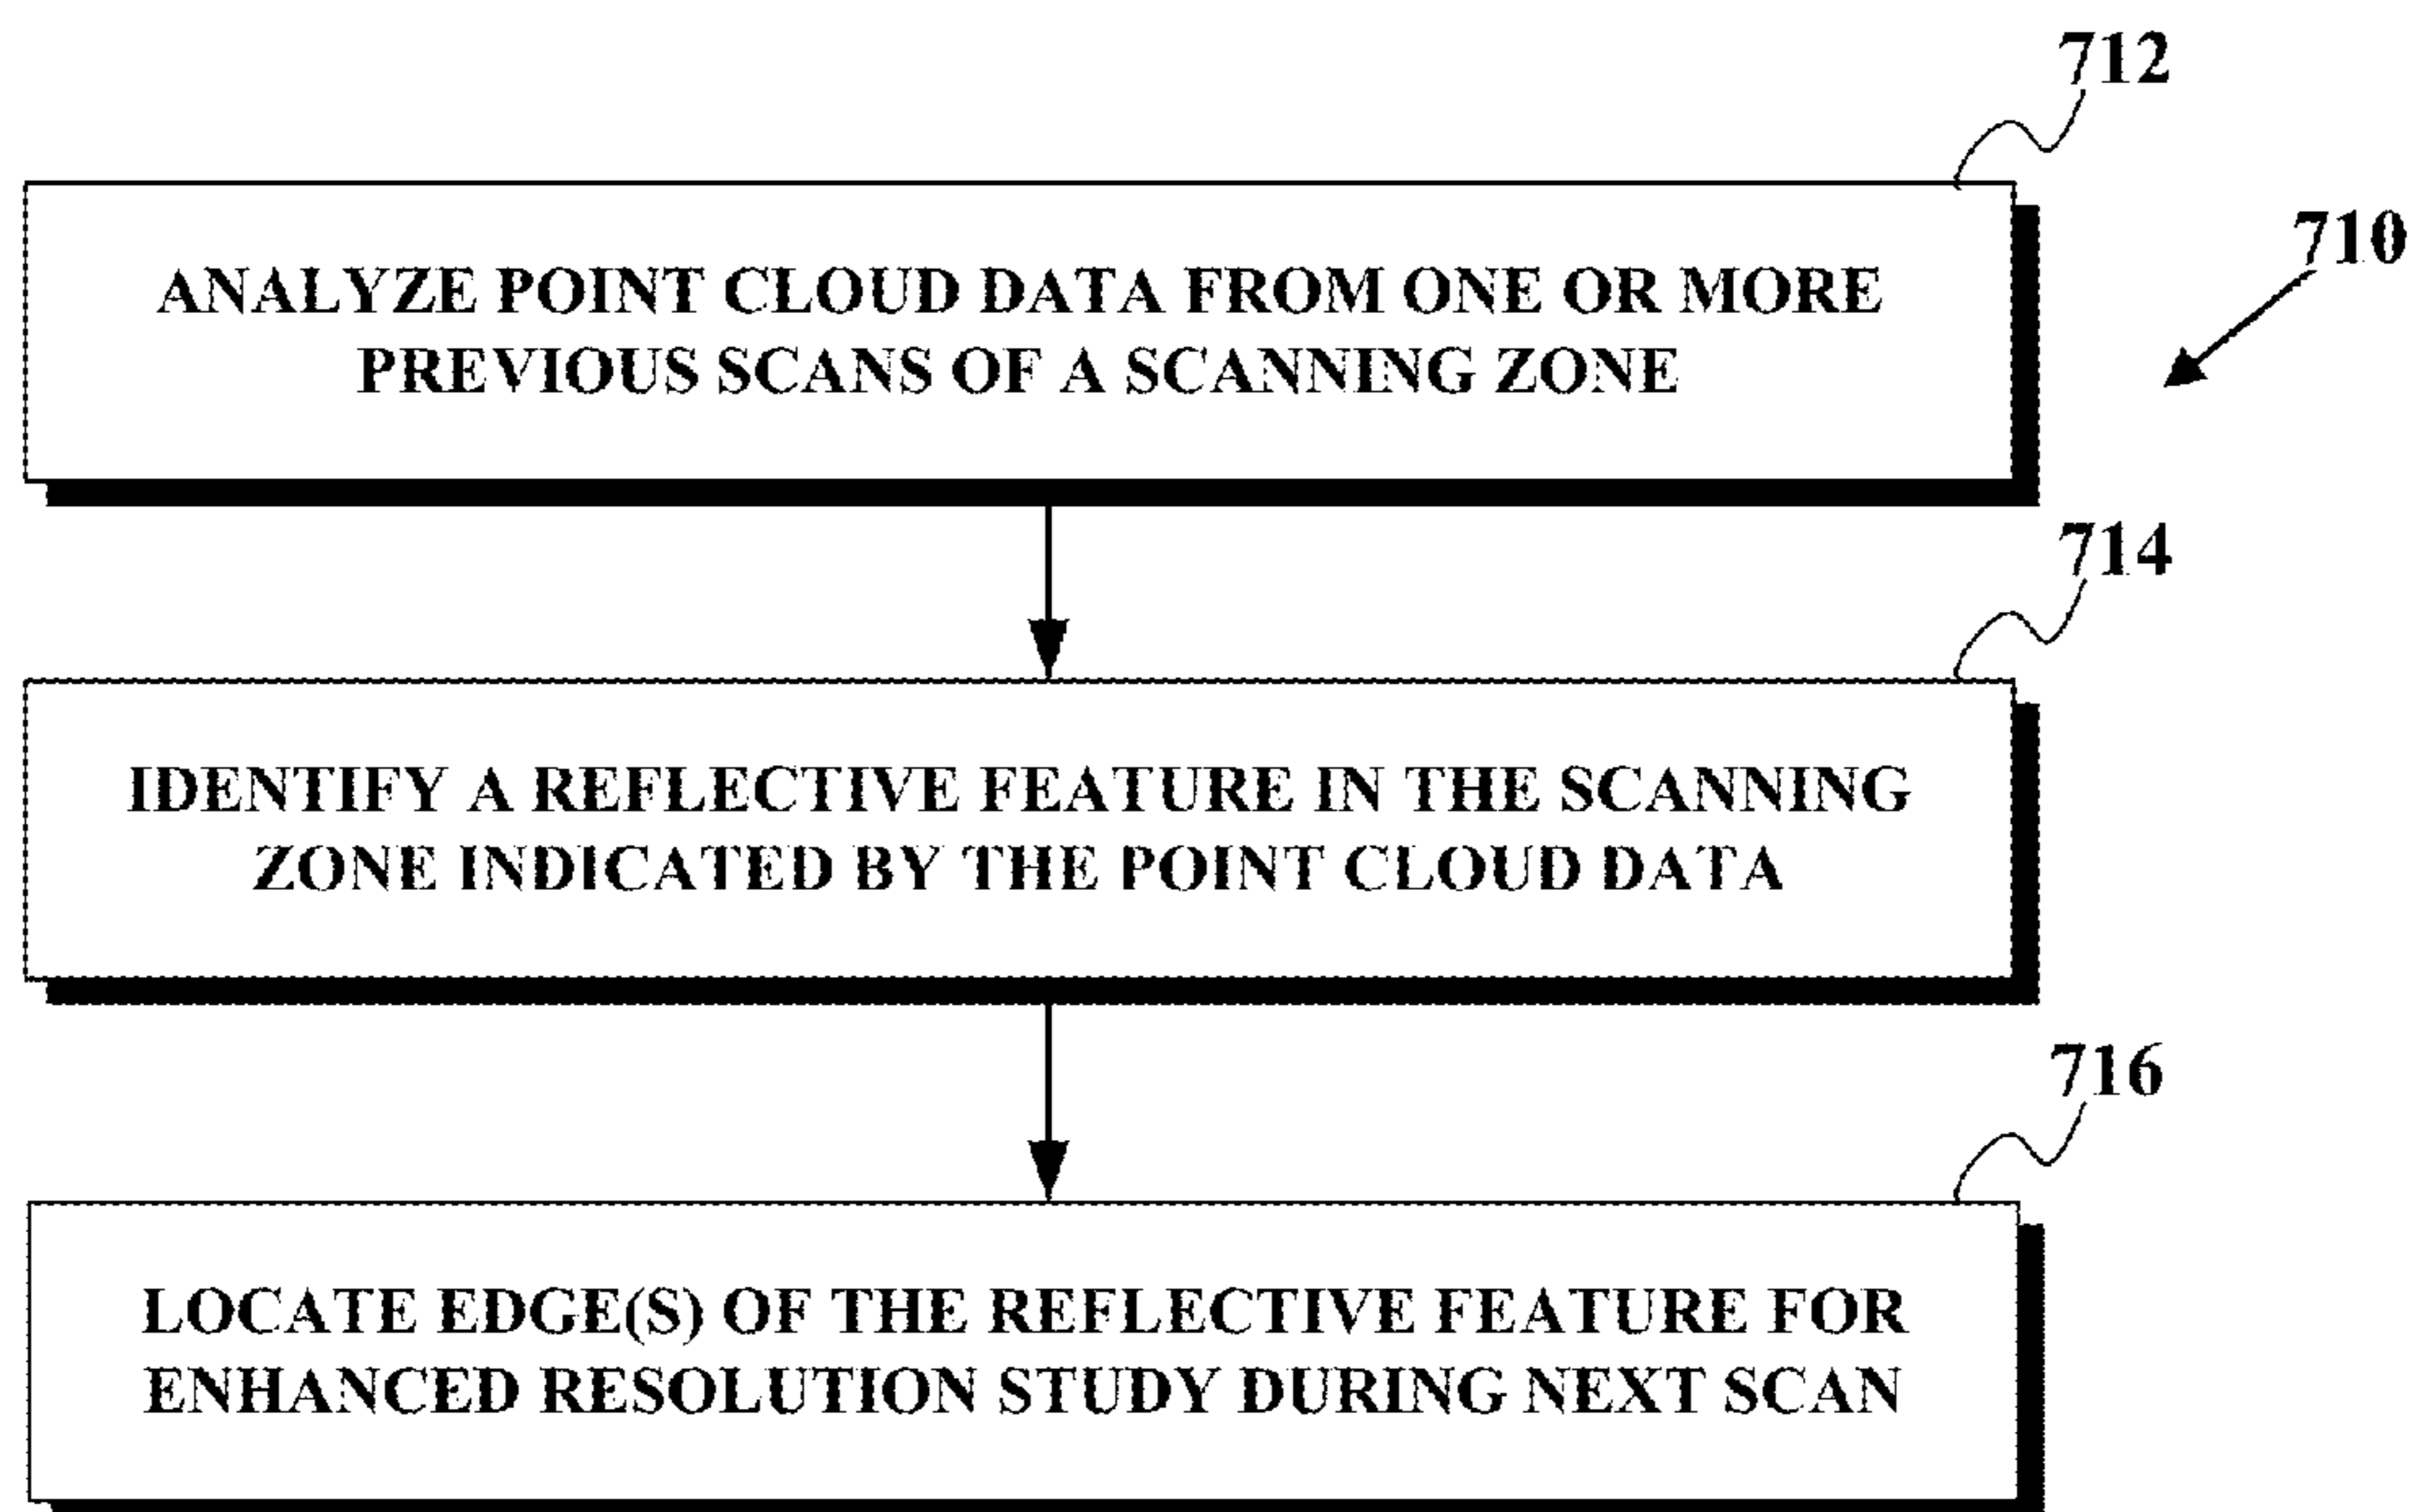 712
710
ANALYZE POINT CLOUD DATA FROM ONE OR MORE
PREVIOUS SCANS OF A SCANNING ZONE
714
IDENTIFY A REFLECTIVE FEATURE IN THE SCANNING
ZONE INDICATED BY THE POINT CLOUD DATA
716
LOCATE EDGE(S) OF THE REFLECTIVE FEATURE FOR
ENHANCED RESOLUTION STUDY DURING NEXT SCAN